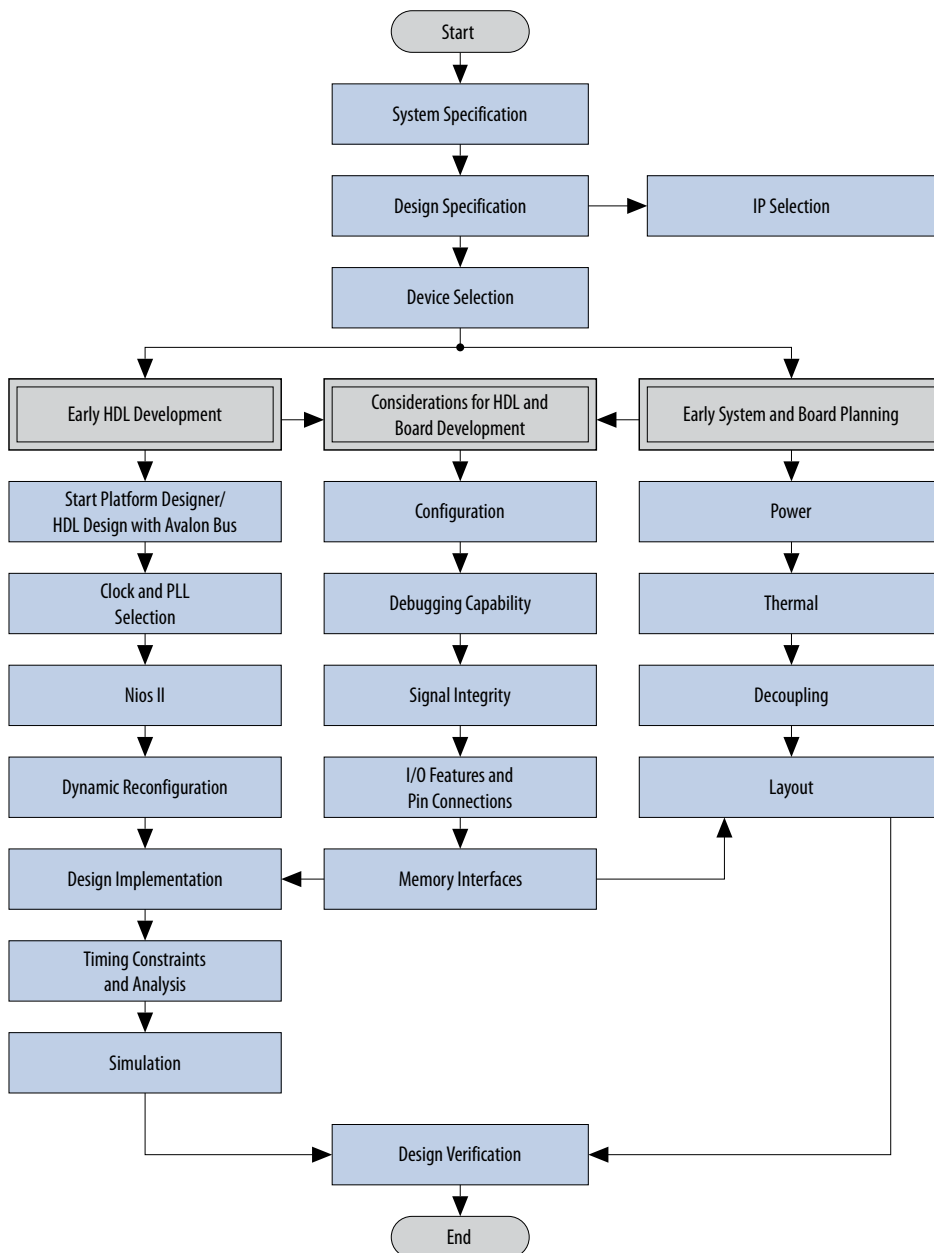 Start
System Specification
Design Specification
IP Selection
Device Selection
Early HDL Development
Considerations for HDL and
Board Development
Early System and Board Planning
Start Platform Designer/
HDL Design with Avalon Bus
Configuration
Power
Clock and PLL
Selection
Debugging Capability
Thermal
Nios II
Signal Integrity
Decoupling
Dynamic Reconfiguration
I/O Features and
Pin Connections
Layout
Design Implementation
Memory Interfaces
Timing Constraints
and Analysis
Simulation
Design Verification
End